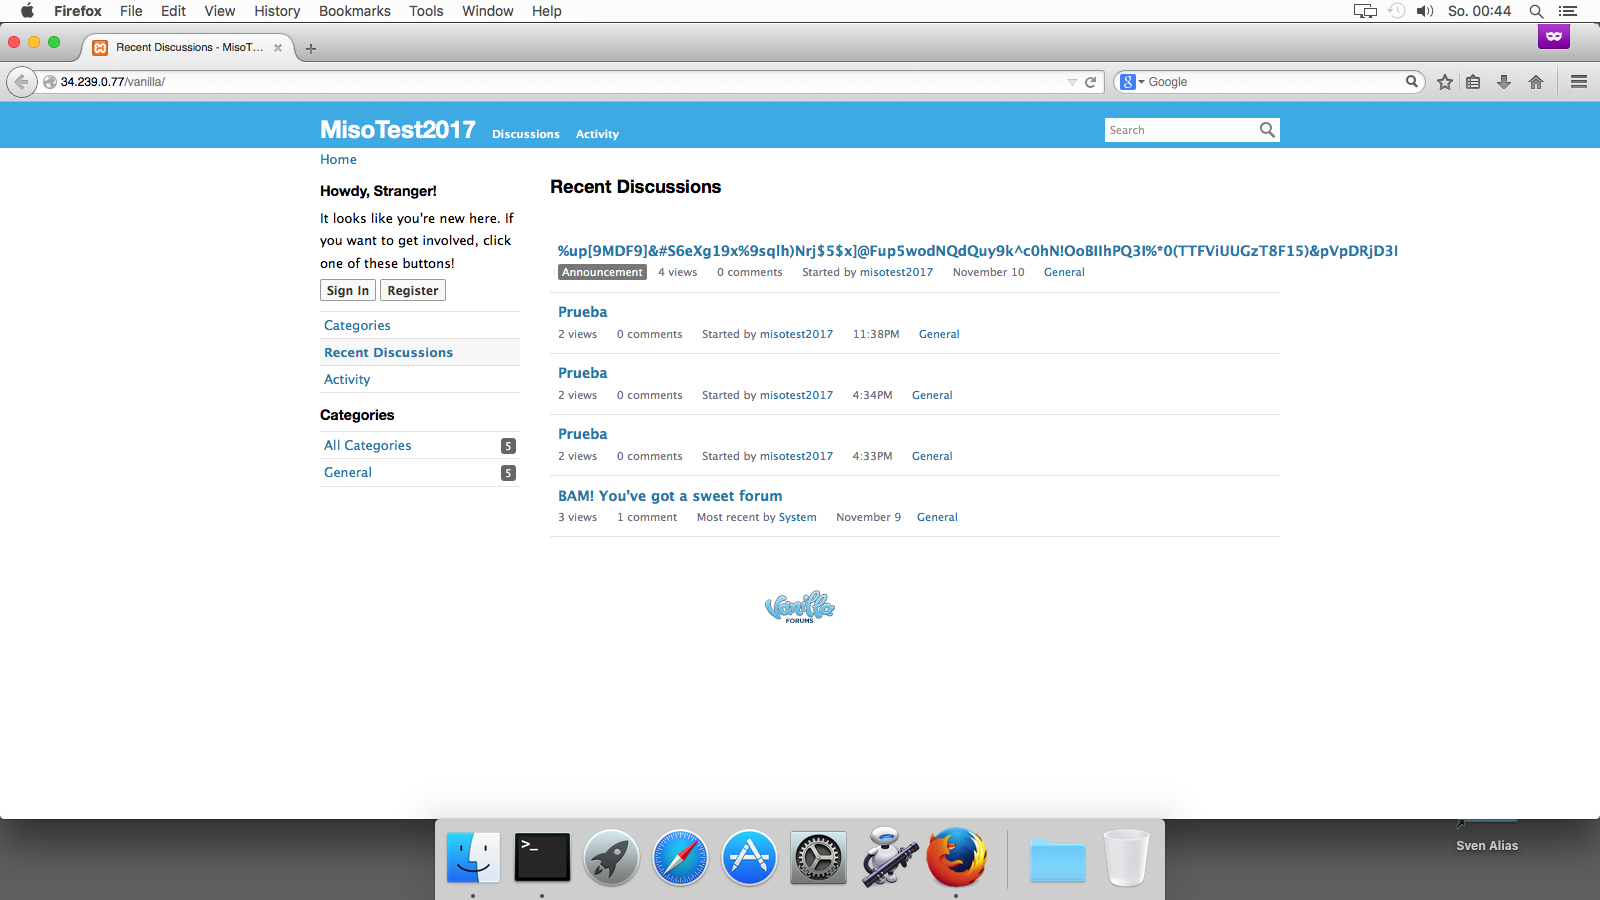 Firefox File Edit View History Bookmarks Tools Window Help So. 00:44
Recent Discussions - MisoT...
34.239.0.77/vanilla/
Google
MisoTest2017 Discussions Activity
Search
Home
Howdy, Stranger!
It looks like you're new here. If
you want to get involved, click
one of these buttons!
Sign In Register
Categories
Recent Discussions
Activity
Categories
All Categories 5
General 5
Recent Discussions
%up[9MDF9]&#S6eXg19x%9sqlh)Nrj$5$x]@Fup5wodNQdQuy9k^c0hN!OoBIIhPQ3I%*0(TTFViUUGzT8F15)&pVpDRjD3I
Announcement 4 views 0 comments Started by misotest2017 November 10 General
Prueba
2 views 0 comments Started by misotest2017 11:38PM General
Prueba
2 views 0 comments Started by misotest2017 4:34PM General
Prueba
2 views 0 comments Started by misotest2017 4:33PM General
BAM! You’ve got a sweet forum
3 views 1 comment Most recent by System November 9 General
Vanilla
FORUMS
>_
Sven Alias